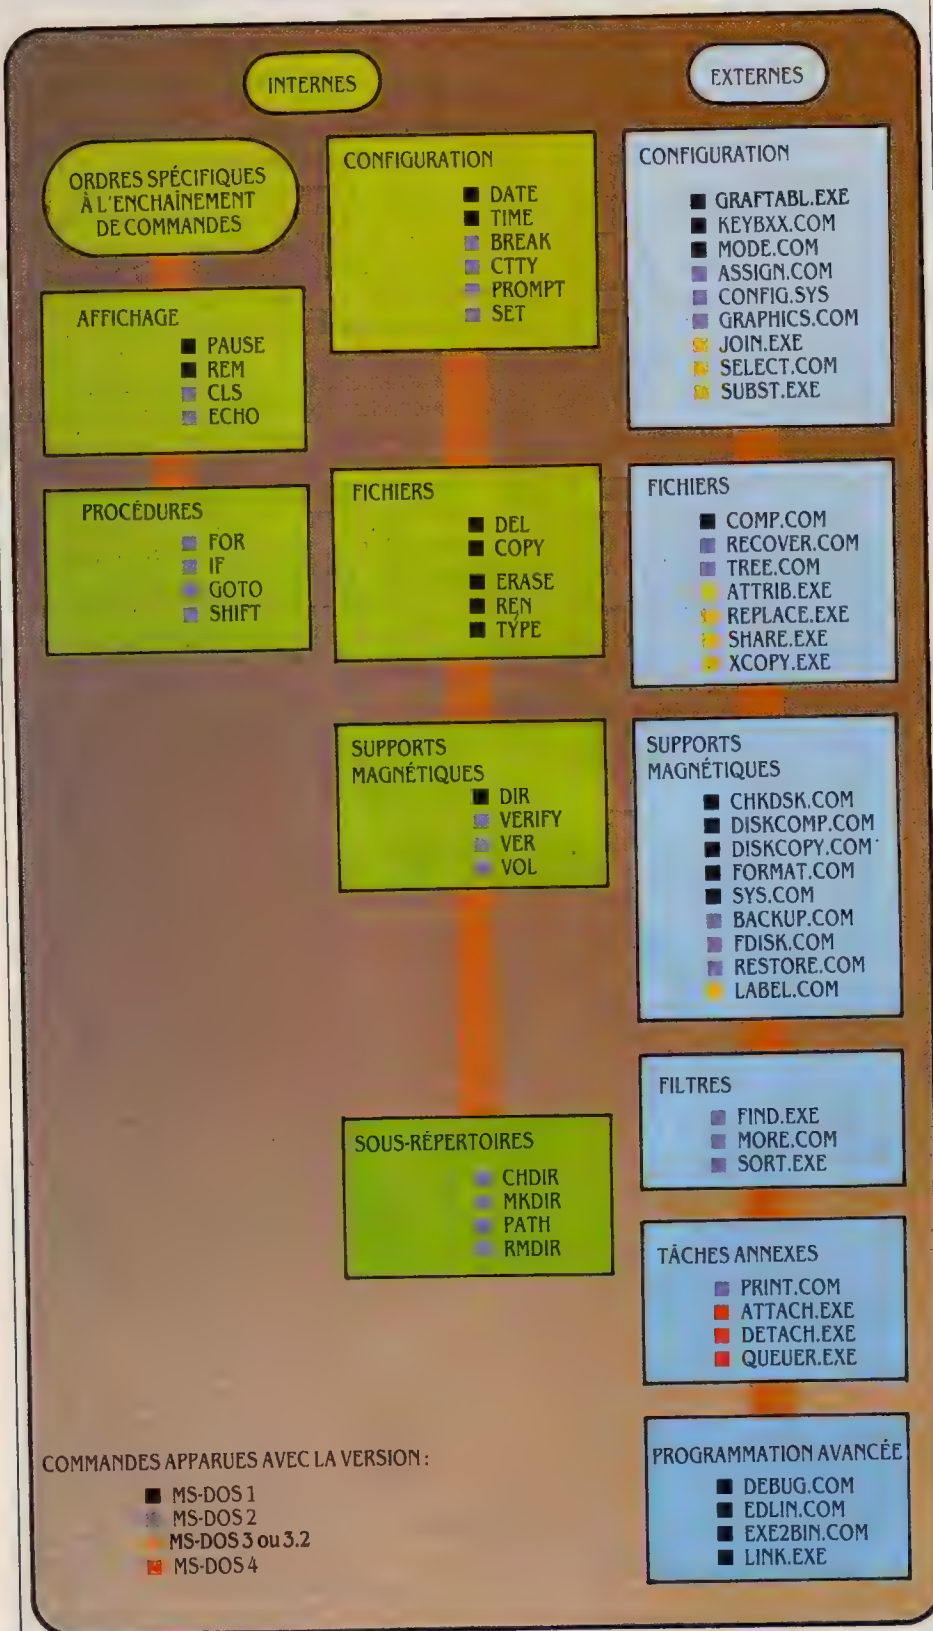 INTERNES
EXTERNES
ORDRES SPÉCIFIQUES
À L'ENCHAÎNEMENT
DE COMMANDES
AFFICHAGE
PAUSE
REM
CLS
ECHO
PROCÉDURES
FOR
IF
GOTO
SHIFT
CONFIGURATION
DATE
TIME
BREAK
CTTY
PROMPT
SET
FICHIERS
DEL
COPY
ERASE
REN
TYPE
SUPPORTS
MAGNÉTIQUES
DIR
VERIFY
VER
VOL
SOUS-RÉPERTOIRES
CHDIR
MKDIR
PATH
RMDIR
CONFIGURATION
GRAFTABL.EXE
KEYBXX.COM
MODE.COM
ASSIGN.COM
CONFIG.SYS
GRAPHICS.COM
JOIN.EXE
SELECT.COM
SUBST.EXE
FICHIERS
COMP.COM
RECOVER.COM
TREE.COM
ATTRIB.EXE
REPLACE.EXE
SHARE.EXE
XCOPY.EXE
SUPPORTS
MAGNÉTIQUES
CHKDSK.COM
DISKCOMP.COM
DISKCOPY.COM
FORMAT.COM
SYS.COM
BACKUP.COM
FDISK.COM
RESTORE.COM
LABEL.COM
FILTRES
FIND.EXE
MORE.COM
SORT.EXE
TÂCHES ANNEXES
PRINT.COM
ATTACH.EXE
DETACH.EXE
QUEUER.EXE
PROGRAMMATION AVANCÉE
DEBUG.COM
EDLIN.COM
EXE2BIN.COM
LINK.EXE
COMMANDES APPARUES AVEC LA VERSION :
MS-DOS 1
MS-DOS 2
MS-DOS 3 ou 3.2
MS-DOS 4